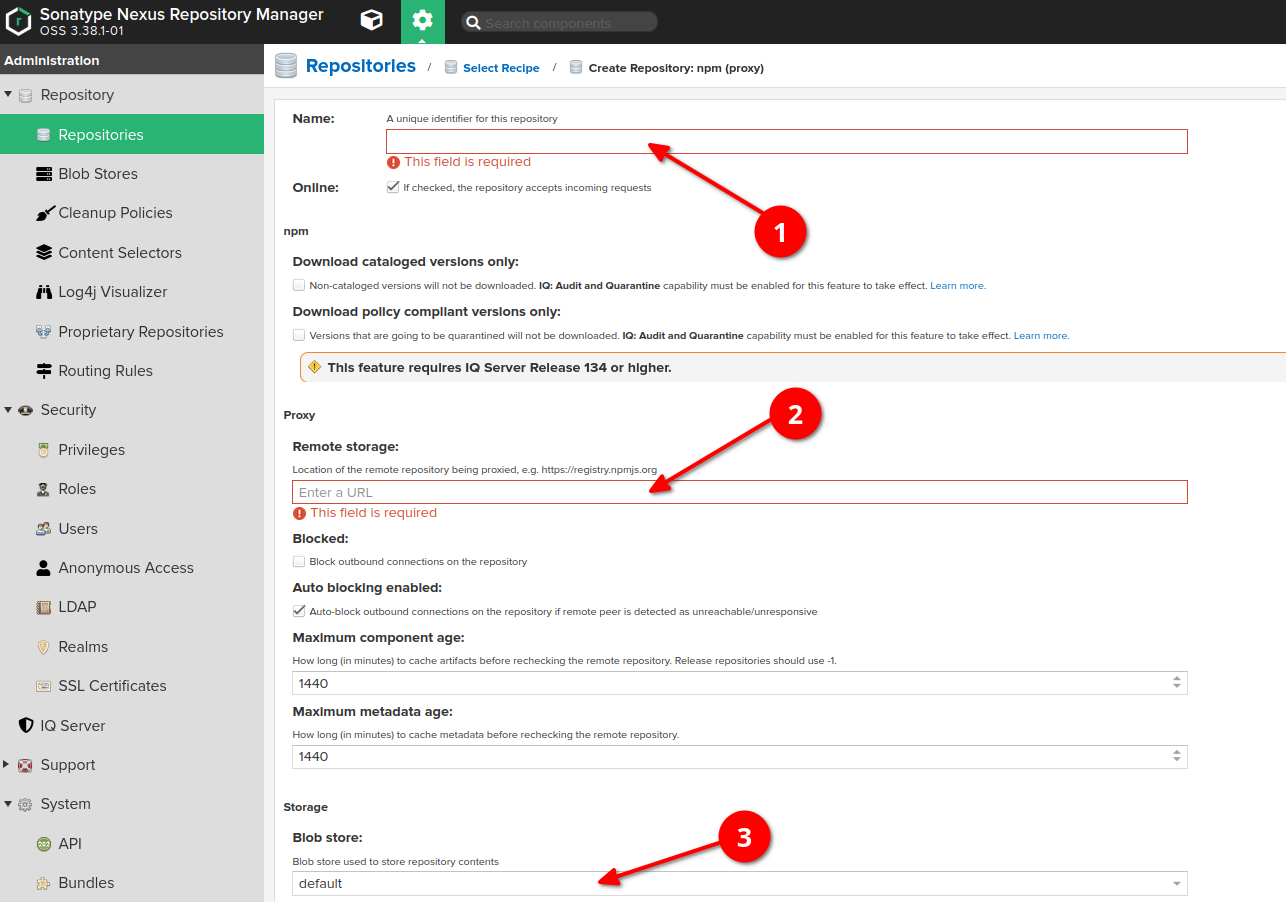 Sonatype Nexus Repository Manager
OSS 3.38.1-01
Search components
Administration
Repository
Repositories
Blob Stores
Cleanup Policies
Content Selectors
Log4j Visualizer
Proprietary Repositories
Routing Rules
Security
Privileges
Roles
Users
Anonymous Access
LDAP
Realms
SSL Certificates
IQ Server
Support
System
API
Bundles
Repositories / Select Recipe / Create Repository: npm (proxy)
Name: A unique identifier for this repository
This field is required
Online: If checked, the repository accepts incoming requests
1
npm
Download cataloged versions only:
Non-cataloged versions will not be downloaded. IQ: Audit and Quarantine capability must be enabled for this feature to take effect. Learn more.
Download policy compliant versions only:
Versions that are going to be quarantined will not be downloaded. IQ: Audit and Quarantine capability must be enabled for this feature to take effect. Learn more.
This feature requires IQ Server Release 134 or higher.
Proxy
2
Remote storage:
Location of the remote repository being proxied, e.g. https://registry.npmjs.org
Enter a URL
This field is required
Blocked:
Block outbound connections on the repository
Auto blocking enabled:
Auto-block outbound connections on the repository if remote peer is detected as unreachable/unresponsive
Maximum component age:
How long (in minutes) to cache artifacts before rechecking the remote repository. Release repositories should use -1.
1440
Maximum metadata age:
How long (in minutes) to cache metadata before rechecking the remote repository.
1440
Storage
Blob store:
3
Blob store used to store repository contents
default